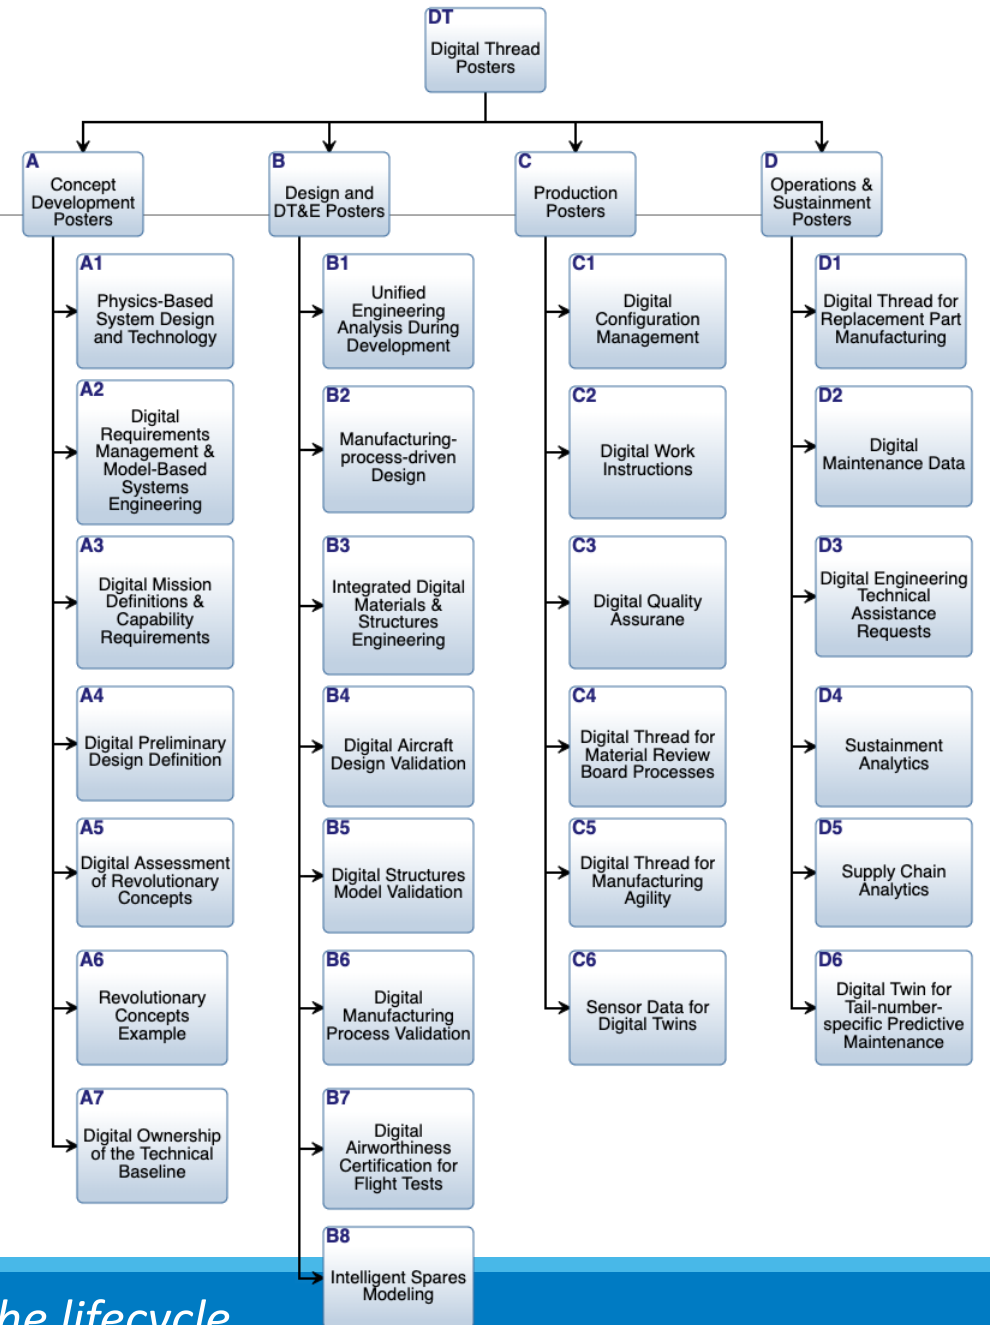 DT
Digital Thread
Posters
A
Concept
Development
Posters
B
Design and
DT&E Posters
C
Production
Posters
D
Operations &
Sustainment
Posters
A1
Physics-Based
System Design
and Technology
A2
Digital
Requirements
Management &
Model-Based
Systems
Engineering
A3
Digital Mission
Definitions &
Capability
Requirements
A4
Digital Preliminary
Design Definition
A5
Digital Assessment
of Revolutionary
Concepts
A6
Revolutionary
Concepts
Example
A7
Digital Ownership
of the Technical
Baseline
B1
Unified
Engineering
Analysis During
Development
B2
Manufacturing-
process-driven
Design
B3
Integrated Digital
Materials &
Structures
Engineering
B4
Digital Aircraft
Design Validation
B5
Digital Structures
Model Validation
B6
Digital
Manufacturing
Process Validation
B7
Digital
Airworthiness
Certification for
Flight Tests
B8
Intelligent Spares
Modeling
C1
Digital
Configuration
Management
C2
Digital Work
Instructions
C3
Digital Quality
Assurane
C4
Digital Thread for
Material Review
Board Processes
C5
Digital Thread for
Manufacturing
Agility
C6
Sensor Data for
Digital Twins
D1
Digital Thread for
Replacement Part
Manufacturing
D2
Digital
Maintenance Data
D3
Digital Engineering
Technical
Assistance
Requests
D4
Sustainment
Analytics
D5
Supply Chain
Analytics
D6
Digital Twin for
Tail-number-
specific Predictive
Maintenance
he lifecycle